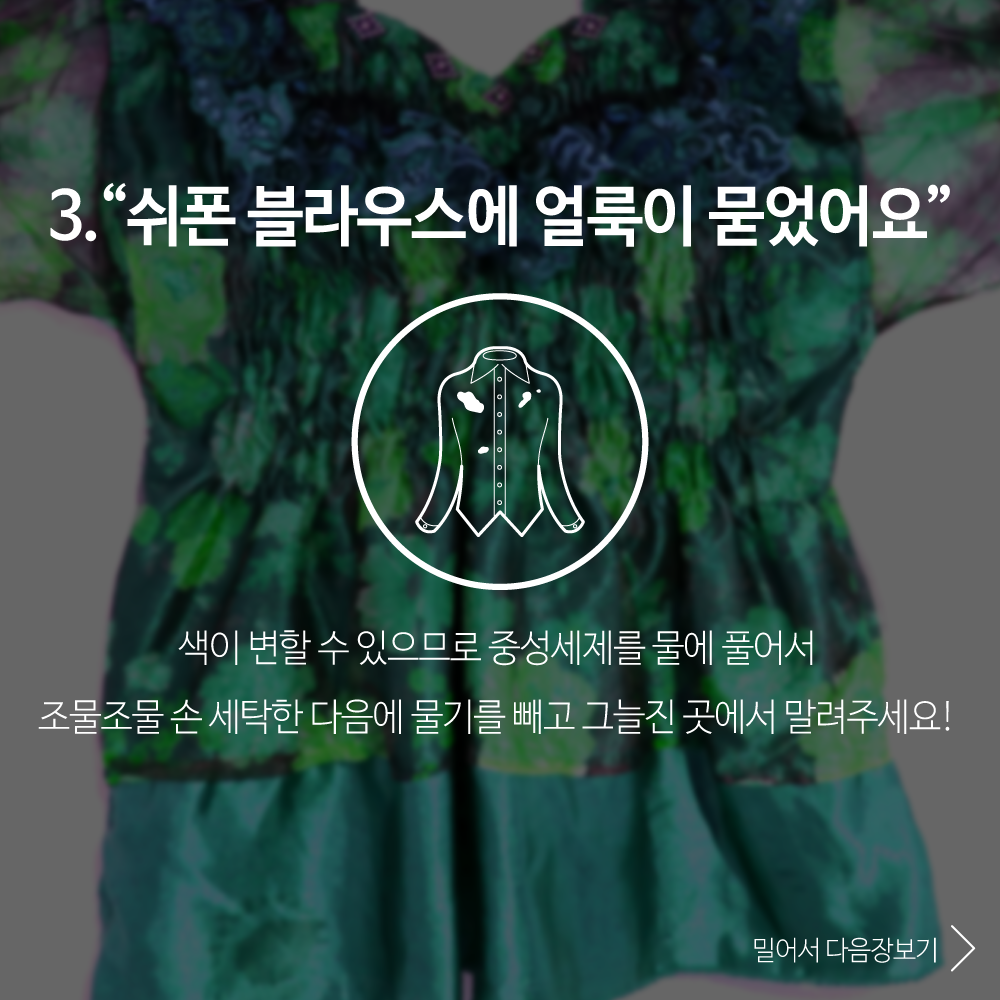 3. “쉬폰 블라우스에 얼룩이 묻었어요”
색이 변할 수 있으므로 중성세제를 물에 풀어서
조물조물 손 세탁한 다음에 물기를 빼고 그늘진 곳에서 말려주세요!
밀어서 다음장보기